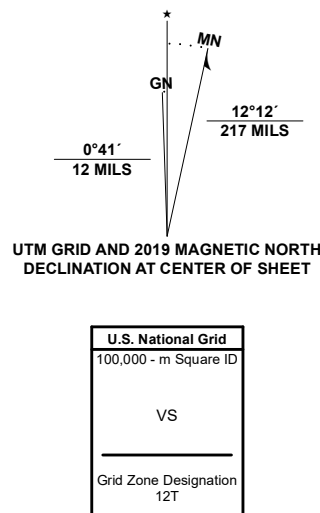 ★
MN
GN
12°12´
217 MILS
0°41´
12 MILS
UTM GRID AND 2019 MAGNETIC NORTH
DECLINATION AT CENTER OF SHEET
U.S. National Grid
100,000 - m Square ID
VS
Grid Zone Designation
12T